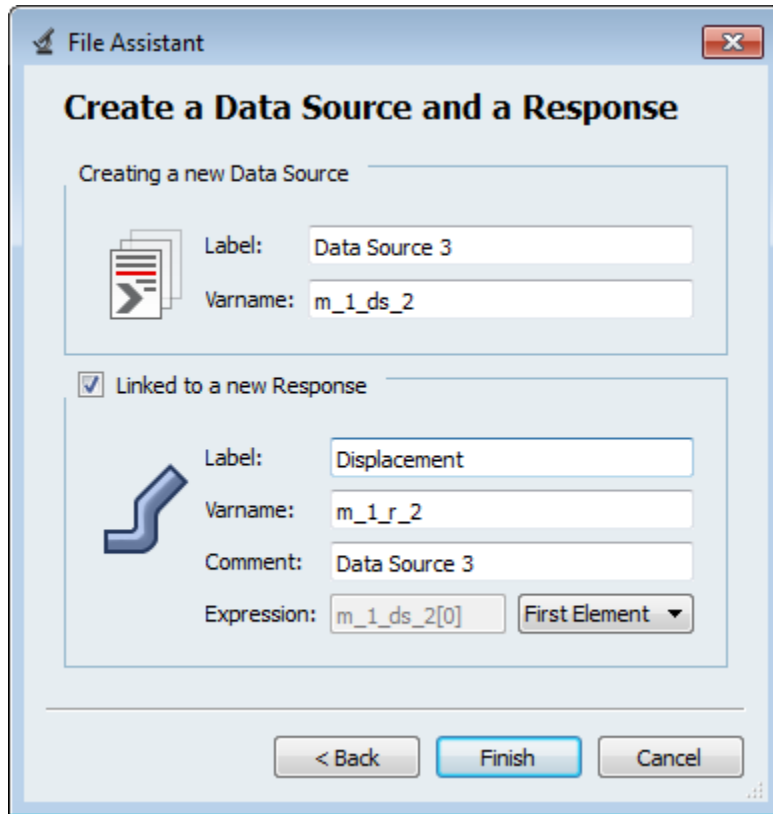 File Assistant
Create a Data Source and a Response
Creating a new Data Source
Label: Data Source 3
Varname: m_1_ds_2
Linked to a new Response
Label: Displacement
Varname: m_1_r_2
Comment: Data Source 3
Expression: m_1_ds_2[0] First Element
< Back Finish Cancel